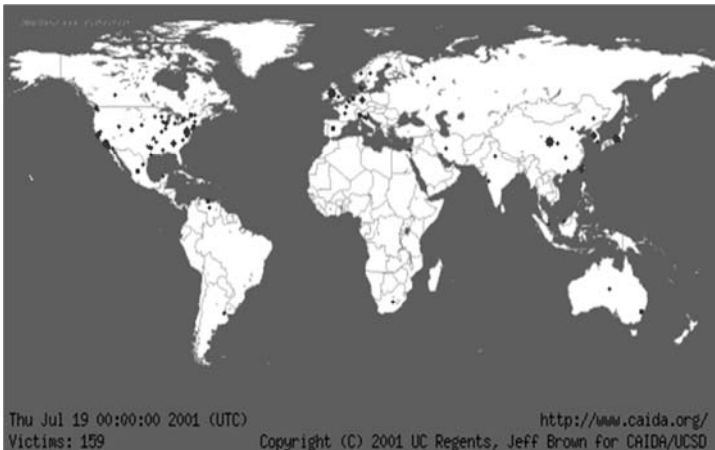 Thu Jul 19 00:00:00 2001 (UTC)
http://www.caida.org/
Victims: 159
Copyright (C) 2001 UC Regents, Jeff Brown for CAIDA/UCSD